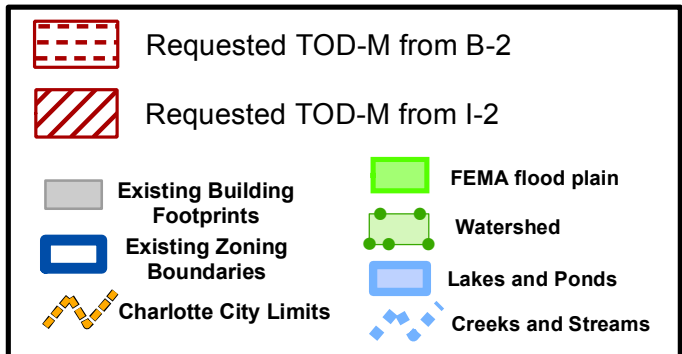 Requested TOD-M from B-2
Requested TOD-M from I-2
Existing Building
Footprints
Existing Zoning
Boundaries
Charlotte City Limits
FEMA flood plain
Watershed
Lakes and Ponds
Creeks and Streams